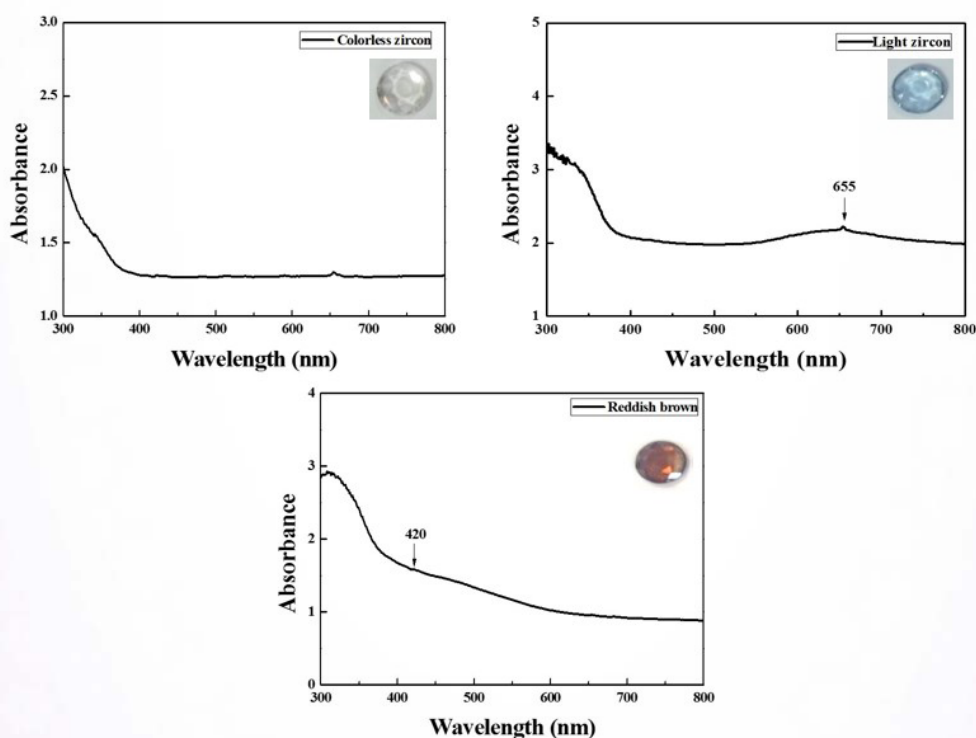 Colorless zircon
3.0
2.5
2.0
1.5
1.0
Absorbance
300 400 500 600 700 800
Wavelength (nm)
Light zircon
5
4
3
2
1
Absorbance
655
300 400 500 600 700 800
Wavelength (nm)
Reddish brown
4
3
2
1
0
Absorbance
420
300 400 500 600 700 800
Wavelength (nm)